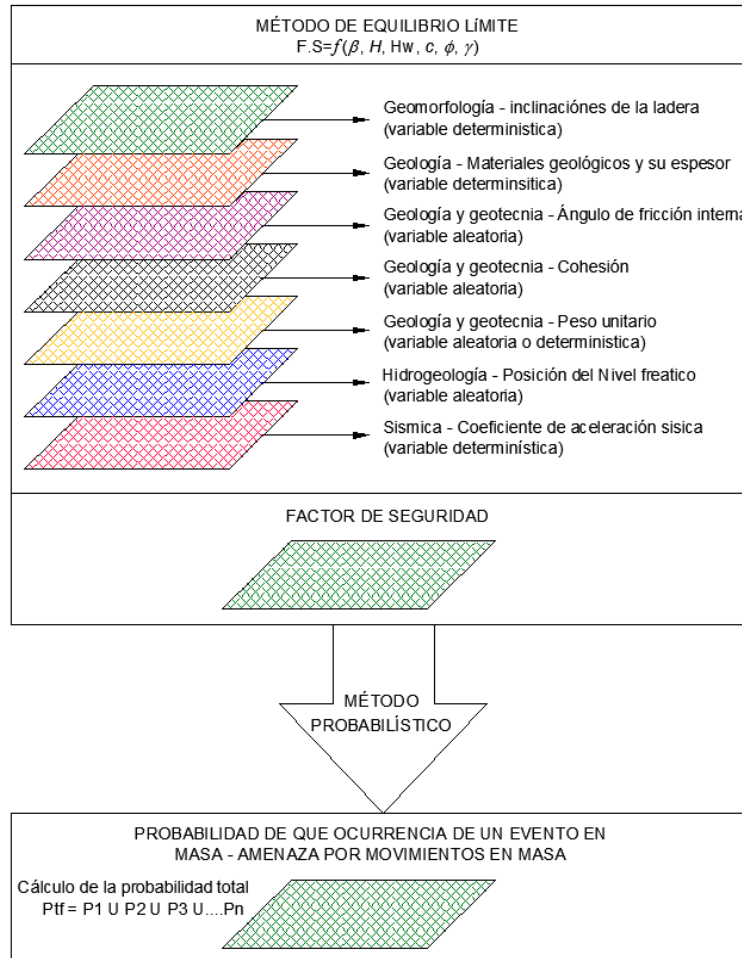 MÉTODO DE EQUILIBRIO LÍMITE
F.S=f(β, H, Hw, c, ϕ, γ)
Geomorfología - inclinaciónes de la ladera
(variable deterministica)
Geología - Materiales geológicos y su espesor
(variable determinsitica)
Geología y geotecnia - Ángulo de fricción interna
(variable aleatoria)
Geología y geotecnia - Cohesión
(variable aleatoria)
Geología y geotecnia - Peso unitario
(variable aleatoria o deterministica)
Hidrogeología - Posición del Nivel freatico
(variable aleatoria)
Sismica - Coeficiente de aceleración sisica
(variable determinística)
FACTOR DE SEGURIDAD
MÉTODO
PROBABILÍSTICO
PROBABILIDAD DE QUE OCURRENCIA DE UN EVENTO EN
MASA - AMENAZA POR MOVIMIENTOS EN MASA
Cálculo de la probabilidad total
Ptf = P1 U P2 U P3 U....Pn